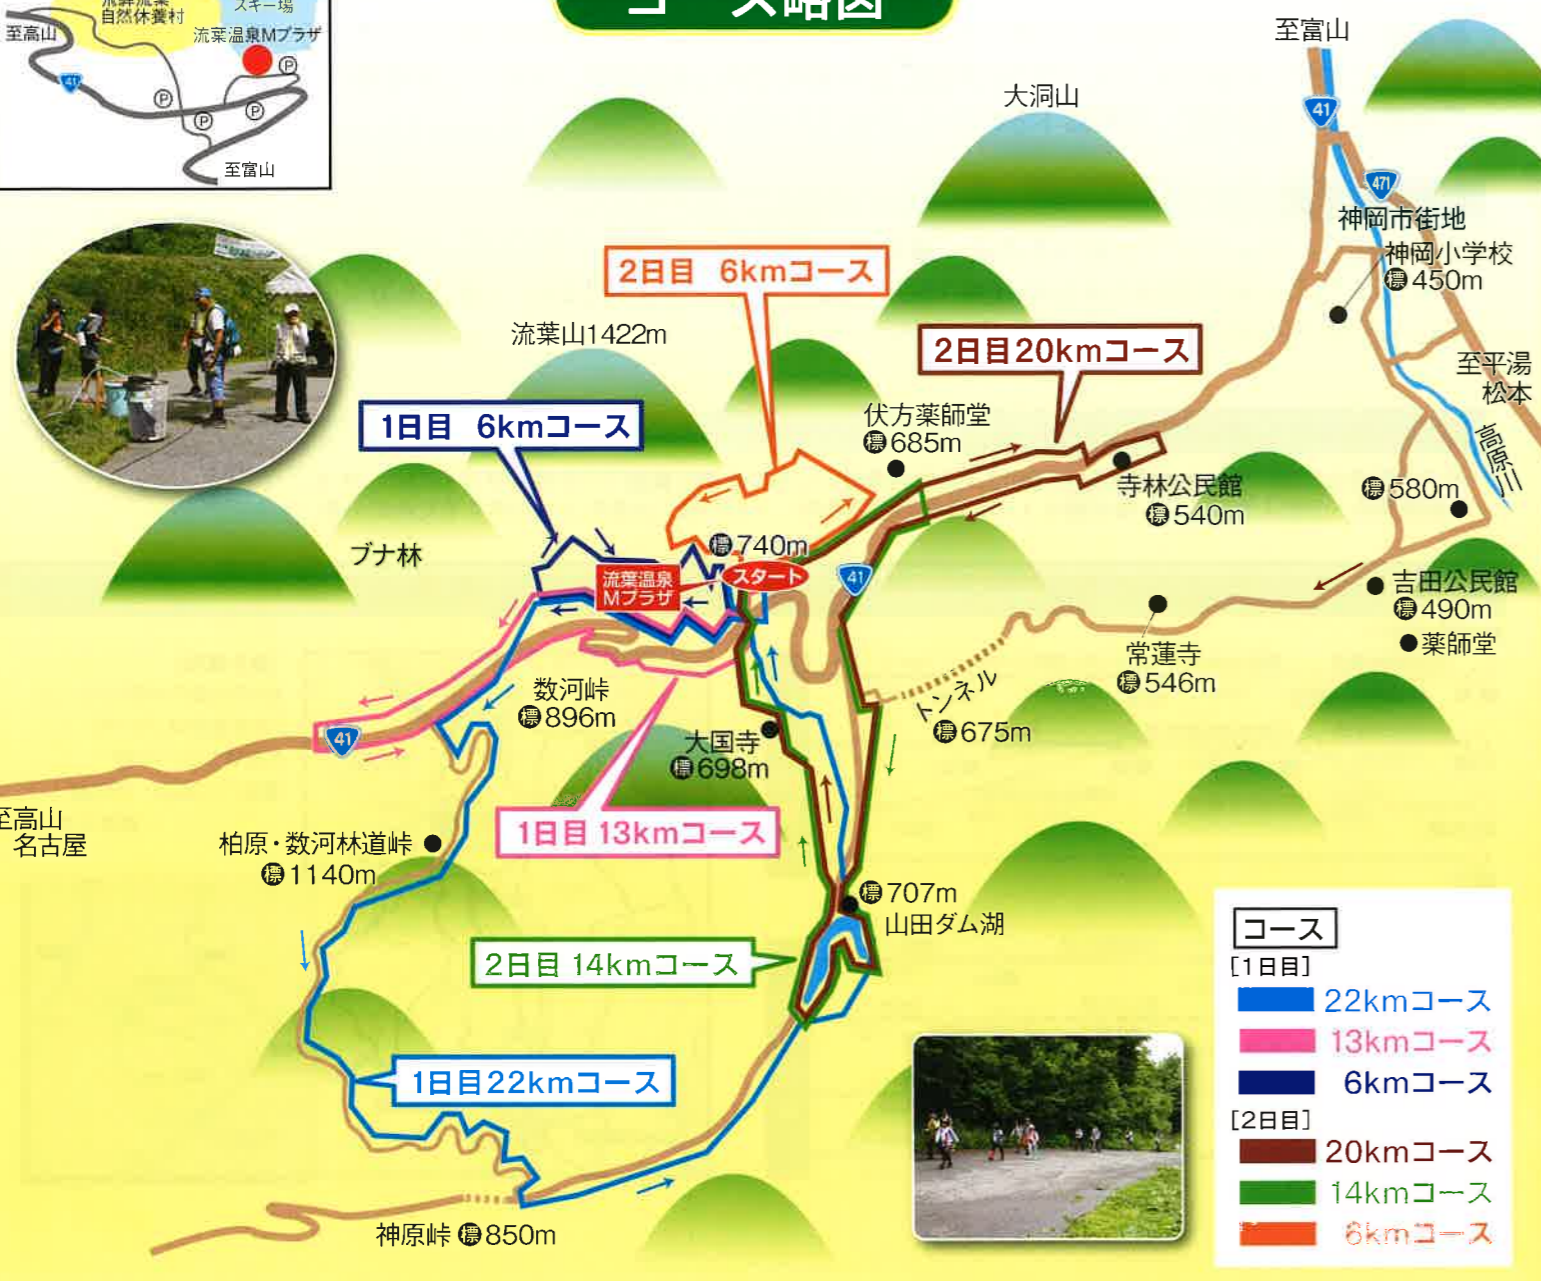 コース略図
自然休養村
スキー場
至高山
流葉温泉Mプラザ
41
P
P
P
P
至富山
至富山
41
大洞山
471
神岡市街地
神岡小学校
標450m
2日目 6kmコース
流葉山1422m
2日目20kmコース
至平湯
松本
1日目 6kmコース
伏方薬師堂
標685m
高原川
寺林公民館
標540m
標580m
ブナ林
標740m
流葉温泉
Mプラザ
スタート
41
吉田公民館
標490m
薬師堂
常蓮寺
標546m
トンネル
標675m
数河峠
標896m
大国寺
標698m
41
至高山
名古屋
1日目13kmコース
柏原・数河林道峠
標1140m
標707m
山田ダム湖
2日目14kmコース
1日目22kmコース
神原峠 標850m
コース
[1日目]
22kmコース
13kmコース
6kmコース
[2日目]
20kmコース
14kmコース
6kmコース